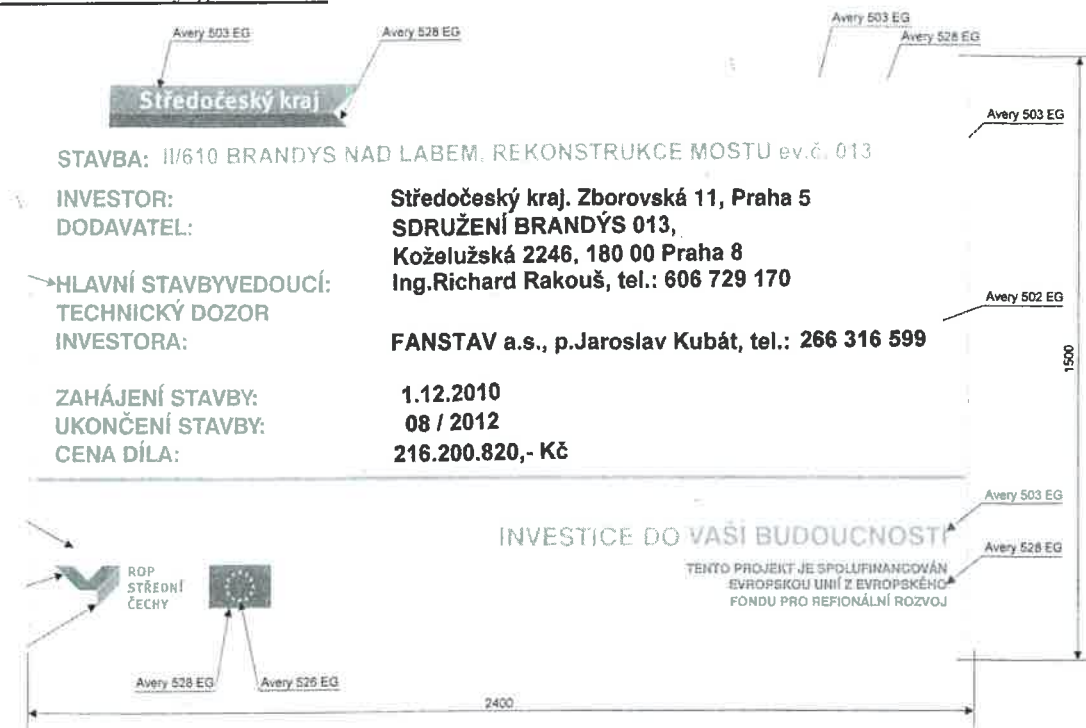 Avery 503 EG
Avery 528 EG
Avery 503 EG
Avery 528 EG
Středočeský kraj
Avery 503 EG
STAVBA: II/610 BRANDYS NAD LABEM, REKONSTRUKCE MOSTU ev.č. 013
INVESTOR: Středočeský kraj. Zborovská 11, Praha 5
DODAVATEL: SDRUŽENÍ BRANDÝS 013,
Koželužská 2246, 180 00 Praha 8
HLAVNÍ STAVBYVEDOUCÍ: Ing.Richard Rakouš, tel.: 606 729 170
TECHNICKÝ DOZOR
INVESTORA: FANSTAV a.s., p.Jaroslav Kubát, tel.: 266 316 599
Avery 502 EG
1500
ZAHÁJENÍ STAVBY: 1.12.2010
UKONČENÍ STAVBY: 08 / 2012
CENA DÍLA: 216.200.820,- Kč
Avery 503 EG
INVESTICE DO VAŠÍ BUDOUCNOSTI
Avery 528 EG
ROP
STŘEDNÍ
ČECHY
TENTO PROJEKT JE SPOLUFINANCOVÁN
EVROPSKOU UNIÍ Z EVROPSKÉHO
FONDU PRO REFIONÁLNÍ ROZVOJ
Avery 528 EG
Avery 526 EG
2400